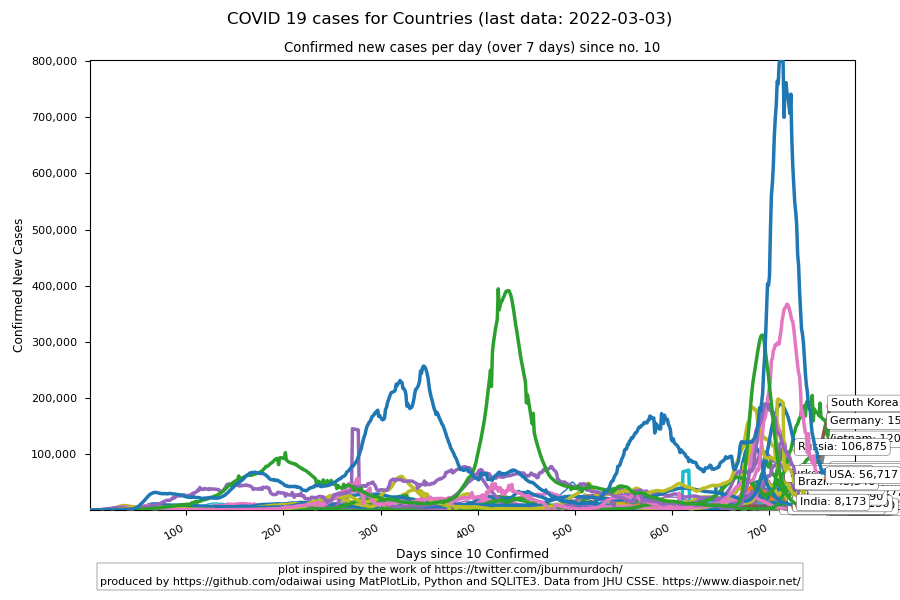 COVID 19 cases for Countries (last data: 2022-03-03)
Confirmed new cases per day (over 7 days) since no. 10
800,000
700,000
600,000
500,000
400,000
300,000
200,000
100,000
Confirmed New Cases
South Korea:
Germany: 15
Vietnam: 120
Russia: 106,875
USA: 56,717
Brazil:
India: 8,173
100
200
300
400
500
600
700
Days since 10 Confirmed
plot inspired by the work of https://twitter.com/jburnmurdoch/
produced by https://github.com/odaiwai using MatPlotLib, Python and SQLITE3. Data from JHU CSSE. https://www.diaspoir.net/